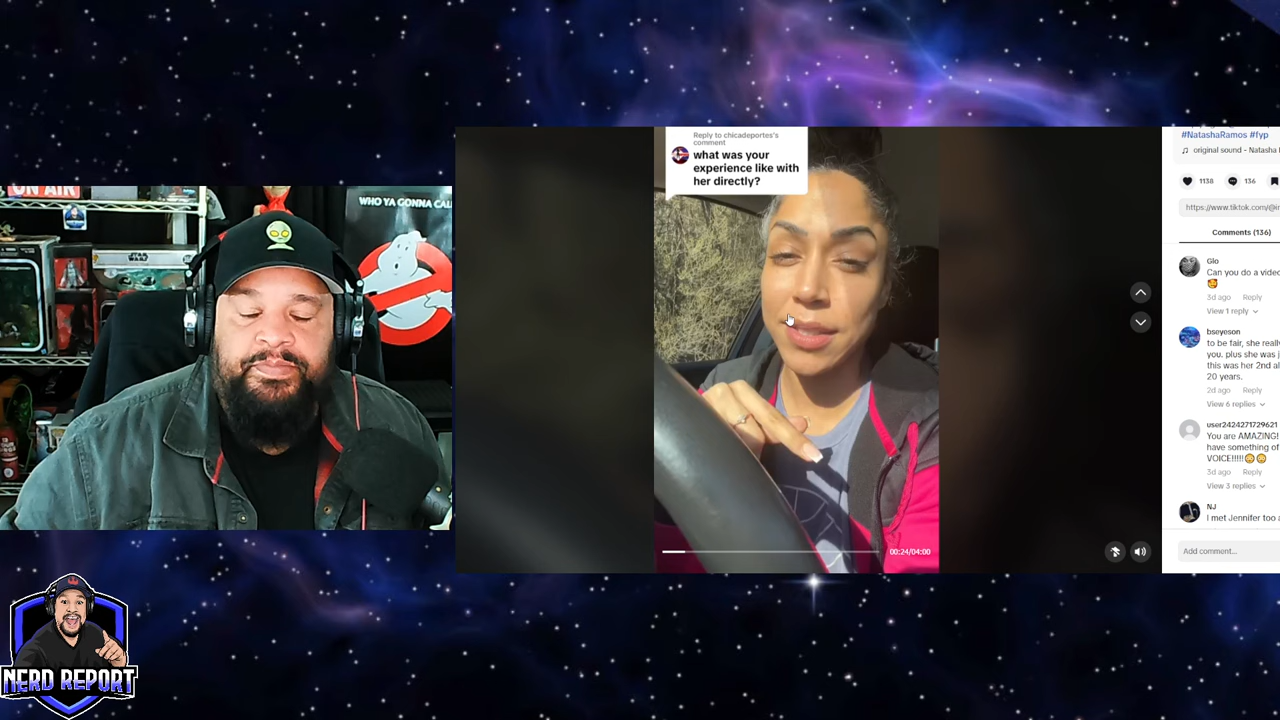 ON AIR
STAR
WARS
WHO YA GONNA CAL
NERD REPORT
Reply to chicadeportes's
comment
what was your
experience like with
her directly?
00:24/04:00
#NatashaRamos #fyp
original sound - Natasha
1138
136
https://www.tiktok.com/@i
Comments (136)
Glo
Can you do a video
3d ago Reply
View 1 reply
bseyeson
to be fair, she really
you. plus she was j
this was her 2nd al
20 years.
2d ago Reply
View 6 replies
user2424271729621
You are AMAZING!
have something of
VOICE!!!!!
3d ago Reply
View 3 replies
NJ
I met Jennifer too a
Add comment...